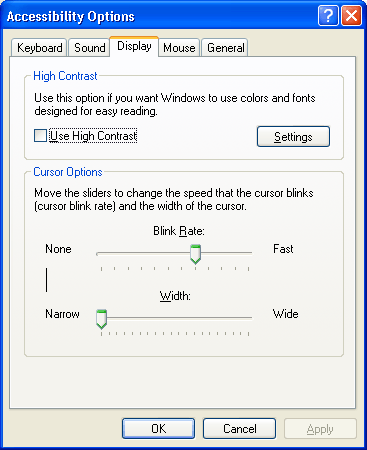 Accessibility Options
Keyboard Sound Display Mouse General
High Contrast
Use this option if you want Windows to use colors and fonts
designed for easy reading.
Use High Contrast Settings
Cursor Options
Move the sliders to change the speed that the cursor blinks
(cursor blink rate) and the width of the cursor.
Blink Rate:
None Fast
Width:
Narrow Wide
OK Cancel Apply